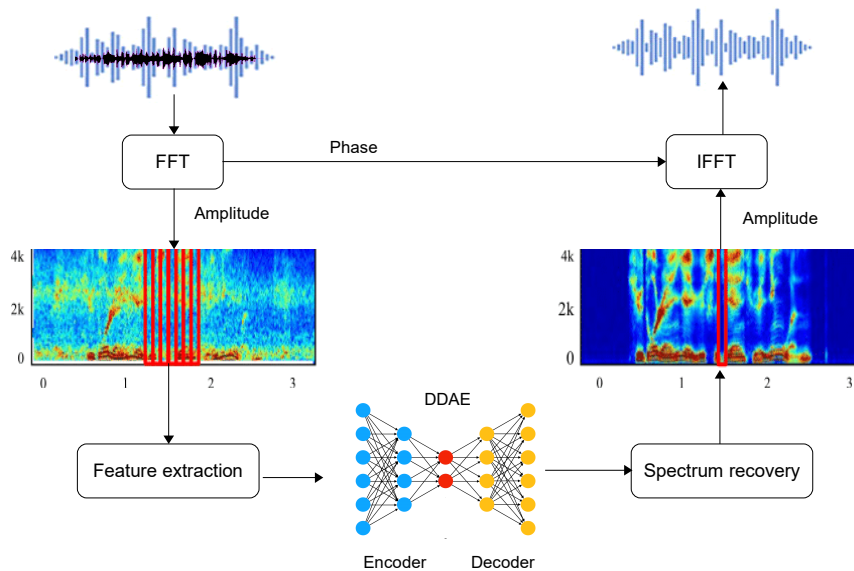 FFT
Phase
IFFT
Amplitude
Amplitude
4k
2k
0
0 1 2 3
4k
2k
0
0 1 2 3
DDAE
Feature extraction
Spectrum recovery
Encoder Decoder